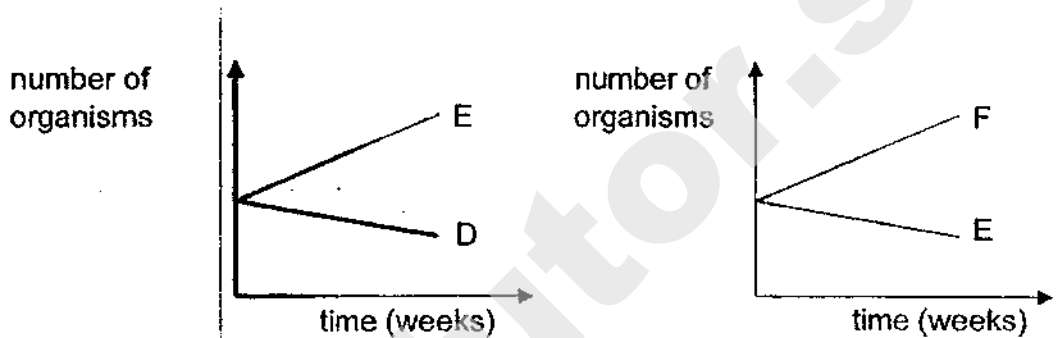 number of
organisms
E
D
time (weeks)
number of
organisms
F
E
time (weeks)